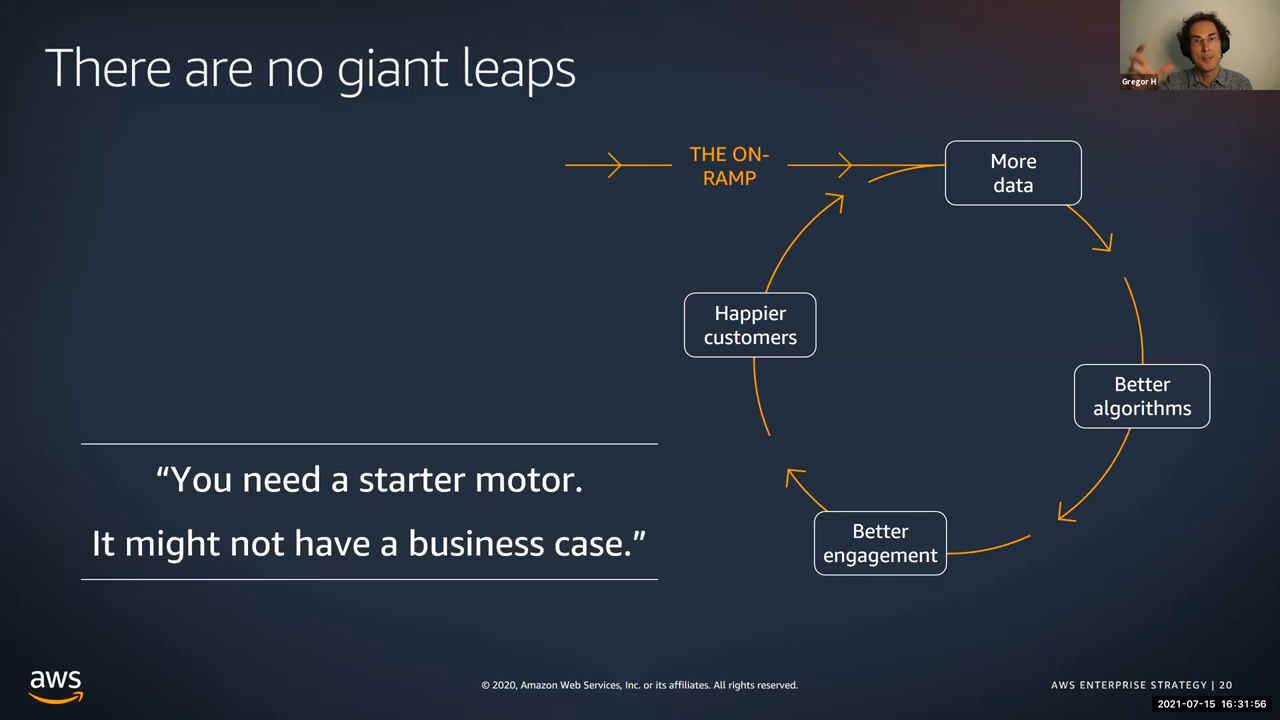 There are no giant leaps
Gregor H
THE ON-
RAMP
More
data
Happier
customers
Better
algorithms
Better
engagement
“You need a starter motor.
It might not have a business case.”
aws
© 2020, Amazon Web Services, Inc. or its affiliates. All rights reserved.
AWS ENTERPRISE STRATEGY | 20
2021-07-15 16:31:56